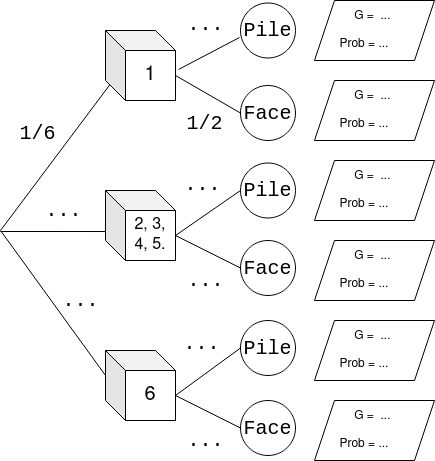 ...
Pile
G = ...
Prob = ...
1
1/6
1/2
Face
G = ...
Prob = ...
...
...
Pile
G = ...
Prob = ...
2, 3,
4, 5.
...
...
Face
G = ...
Prob = ...
...
Pile
G = ...
Prob = ...
6
...
Face
G = ...
Prob = ...